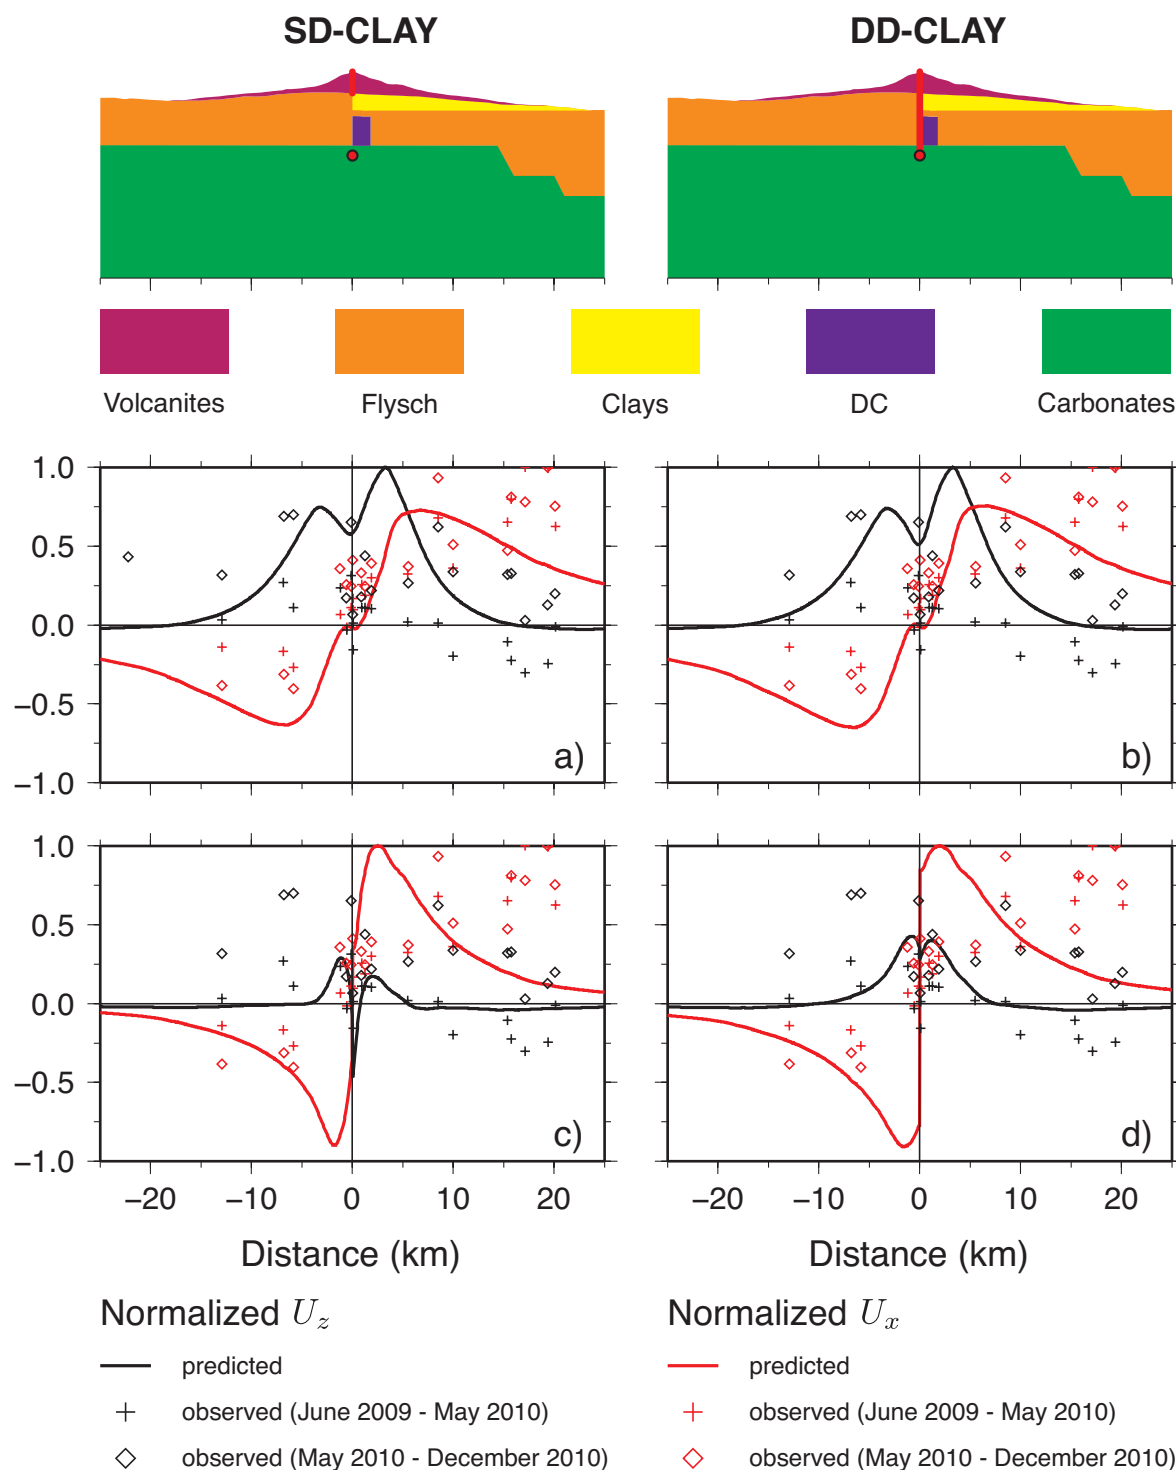 SD-CLAY DD-CLAY
Volcanites Flysch Clays DC Carbonates
1.0
0.5
0.0
−0.5
−1.0
a) b)
1.0
0.5
0.0
−0.5
−1.0
c) d)
−20 −10 0 10 20 −20 −10 0 10 20
Distance (km) Distance (km)
Normalized Uz Normalized Ux
predicted predicted
observed (June 2009 - May 2010) observed (June 2009 - May 2010)
observed (May 2010 - December 2010) observed (May 2010 - December 2010)